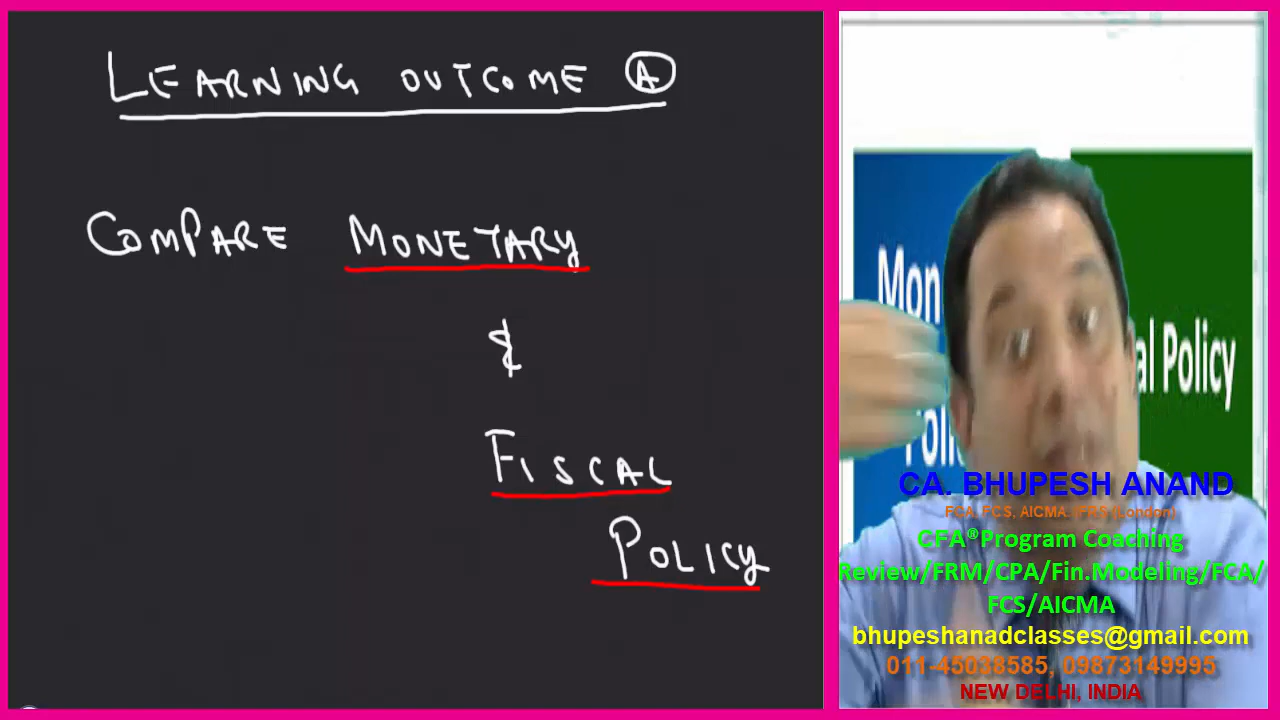 LEARNING OUTCOME A
COMPARE MONETARY
&
FISCAL
POLICY
Mon
al Policy
CA. BHUPESH ANAND
FCA, FCS, AICMA. (London)
CFA®Program Coaching
Review/FRM/CPA/Fin.Modeling/FCA/
FCS/AICMA
bhupeshanadclasses@gmail.com
011-45038585, 09873149995
NEW DELHI, INDIA